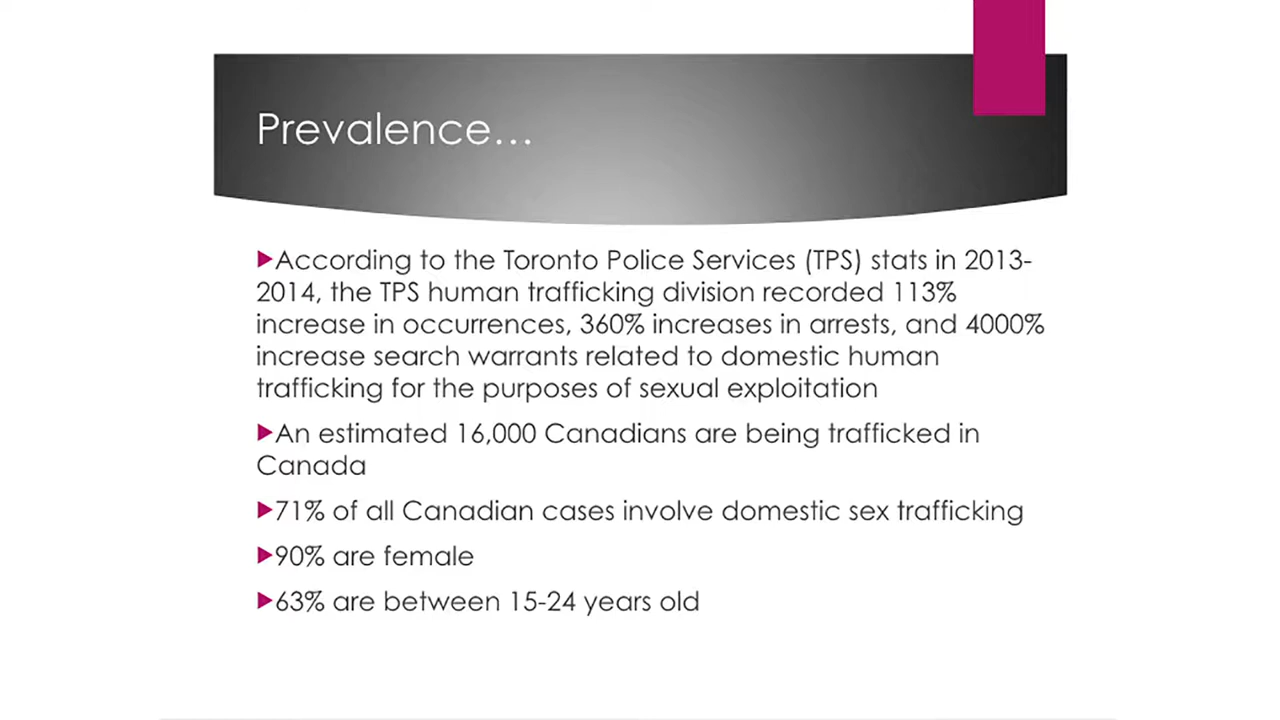 Prevalence…
▶According to the Toronto Police Services (TPS) stats in 2013-
2014, the TPS human trafficking division recorded 113%
increase in occurrences, 360% increases in arrests, and 4000%
increase search warrants related to domestic human
trafficking for the purposes of sexual exploitation
▶An estimated 16,000 Canadians are being trafficked in
Canada
▶71% of all Canadian cases involve domestic sex trafficking
▶90% are female
▶63% are between 15-24 years old